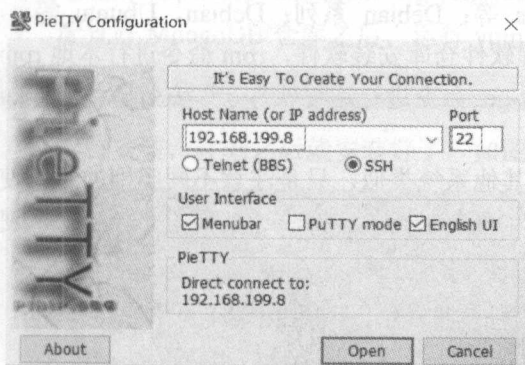 PieTTY Configuration
It's Easy To Create Your Connection.
Host Name (or IP address) Port
192.168.199.8 22
Telnet (BBS) SSH
User Interface
Menubar PuTTY mode English UI
PieTTY
Direct connect to:
192.168.199.8
About Open Cancel
PieTTY